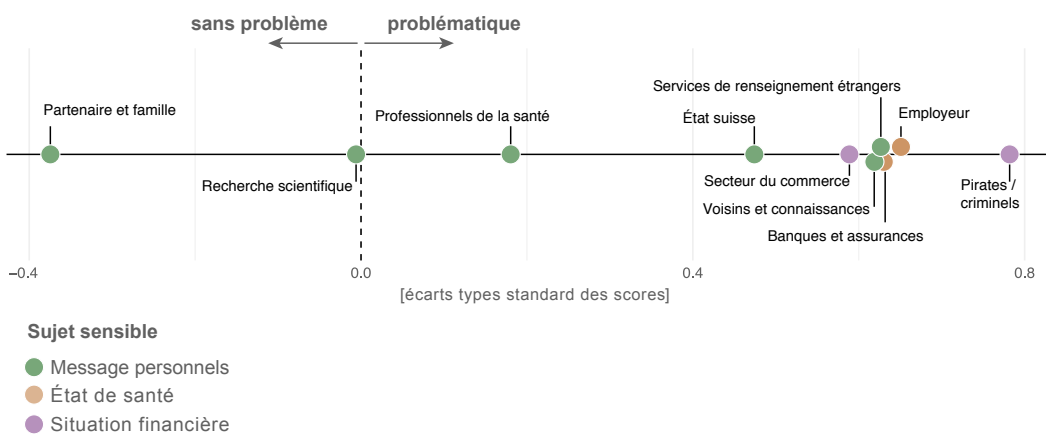 sans problème
problématique
Services de renseignement étrangers
Partenaire et famille
Professionnels de la santé
État suisse
Employeur
Recherche scientifique
Secteur du commerce
Pirates /
criminels
Voisins et connaissances
Banques et assurances
−0.4
0.0
0.4
0.8
[écarts types standard des scores]
Sujet sensible
Message personnels
État de santé
Situation financière